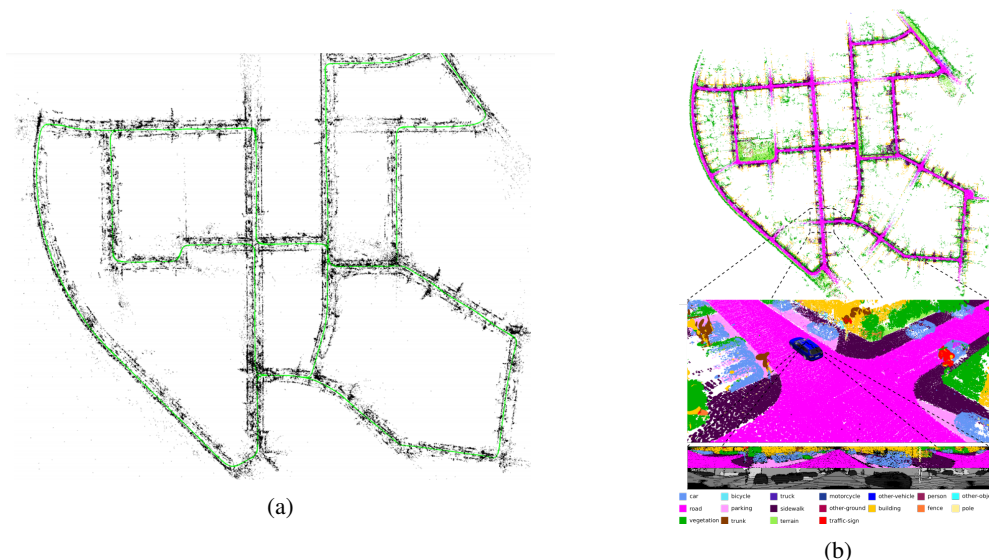 (a)
car bicycle truck motorcycle other-vehicle person other-obj
road parking sidewalk other-ground building fence pole
vegetation trunk terrain traffic-sign
(b)